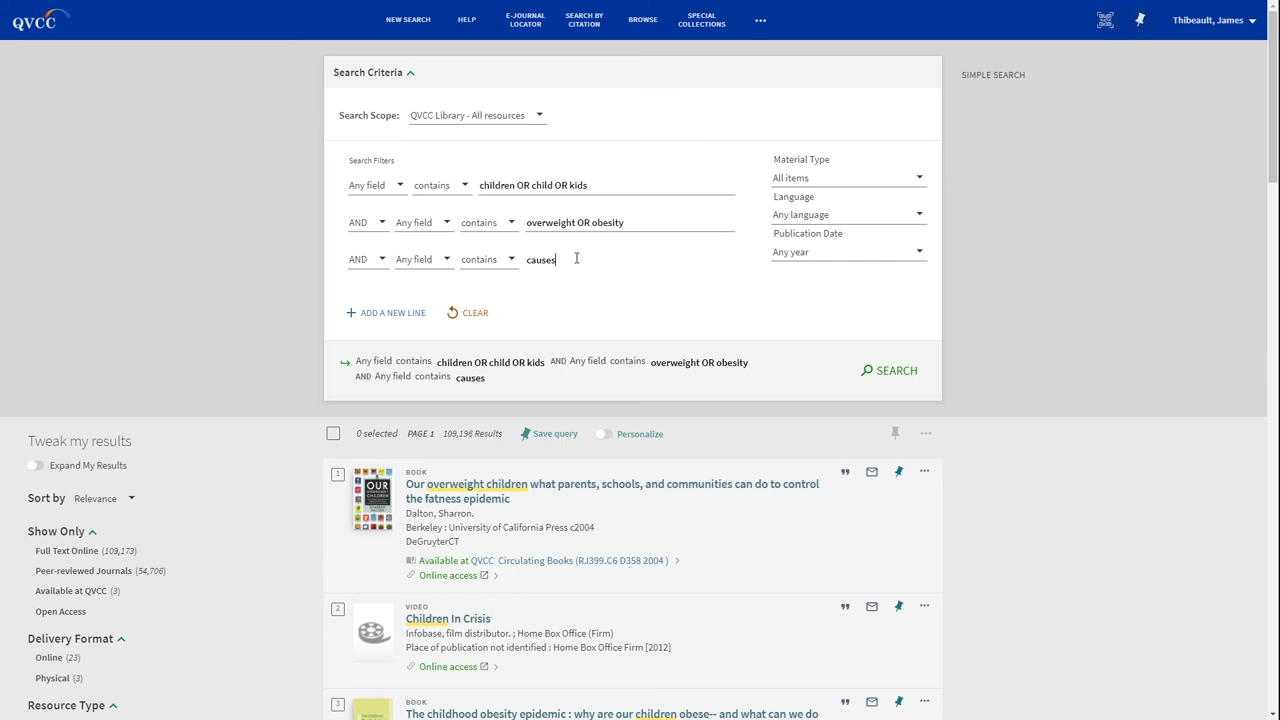 QVCC
NEW SEARCH
HELP
E-JOURNAL
LOCATOR
SEARCH BY
CITATION
BROWSE
SPECIAL
COLLECTIONS
Thibeault, James
Search Criteria
SIMPLE SEARCH
Search Scope: QVCC Library - All resources
Search Filters
Any field contains children OR child OR kids
AND Any field contains overweight OR obesity
AND Any field contains causes
Material Type
All items
Language
Any language
Publication Date
Any year
+ ADD A NEW LINE CLEAR
Any field contains children OR child OR kids AND Any field contains overweight OR obesity
AND Any field contains causes
SEARCH
Tweak my results
Expand My Results
Sort by Relevance
Show Only
Full Text Online (109,173)
Peer-reviewed Journals (54,706)
Available at QVCC (3)
Open Access
Delivery Format
Online (23)
Physical (3)
Resource Type
0 selected PAGE 1 109,196 Results Save query Personalize
1
OUR
OVERWEIGHT
CHILDREN
BOOK
Our overweight children what parents, schools, and communities can do to control
the fatness epidemic
Dalton, Sharron.
Berkeley : University of California Press c2004
DeGruyterCT
Available at QVCC Circulating Books (RJ399.C6 D358 2004 )
Online access
2
VIDEO
Children In Crisis
Infobase, film distributor. ; Home Box Office (Firm)
Place of publication not identified : Home Box Office Firm [2012]
Online access
3
BOOK
The childhood obesity epidemic : why are our children obese-- and what can we do